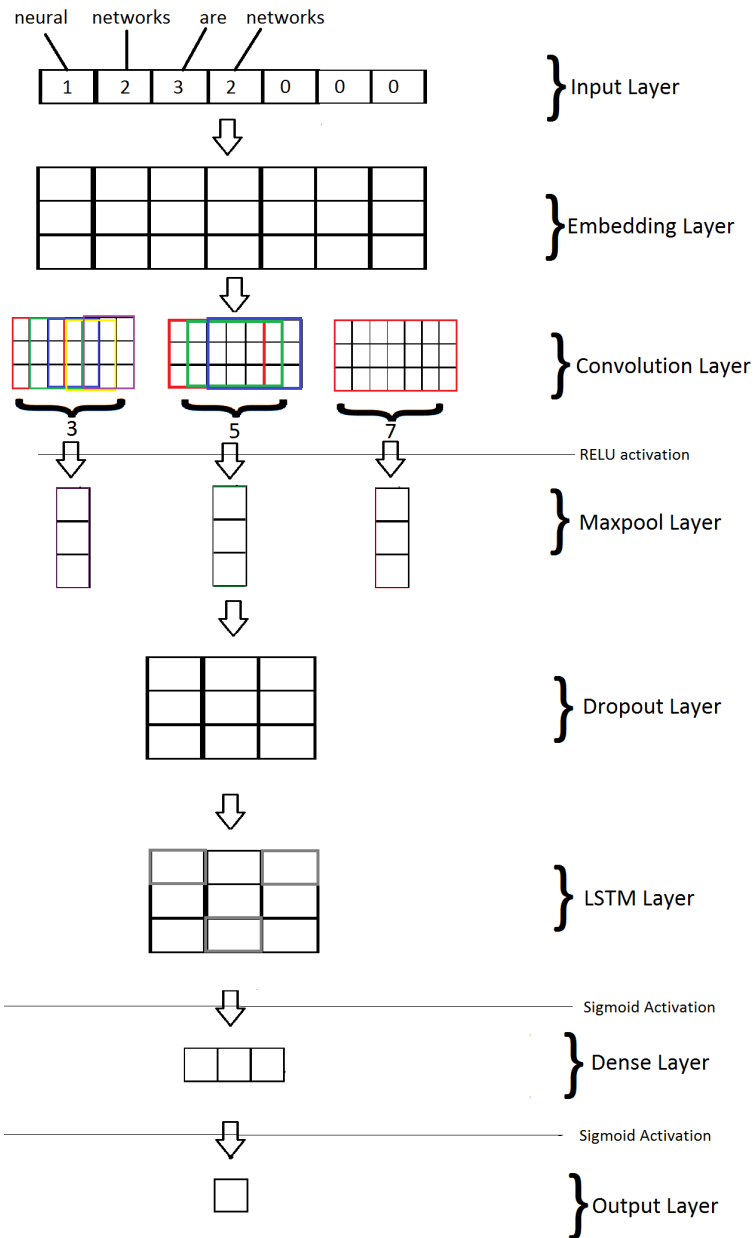 neural networks are networks
1 2 3 2 0 0 0
Input Layer
Embedding Layer
Convolution Layer
3 5 7
RELU activation
Maxpool Layer
Dropout Layer
LSTM Layer
Sigmoid Activation
Dense Layer
Sigmoid Activation
Output Layer